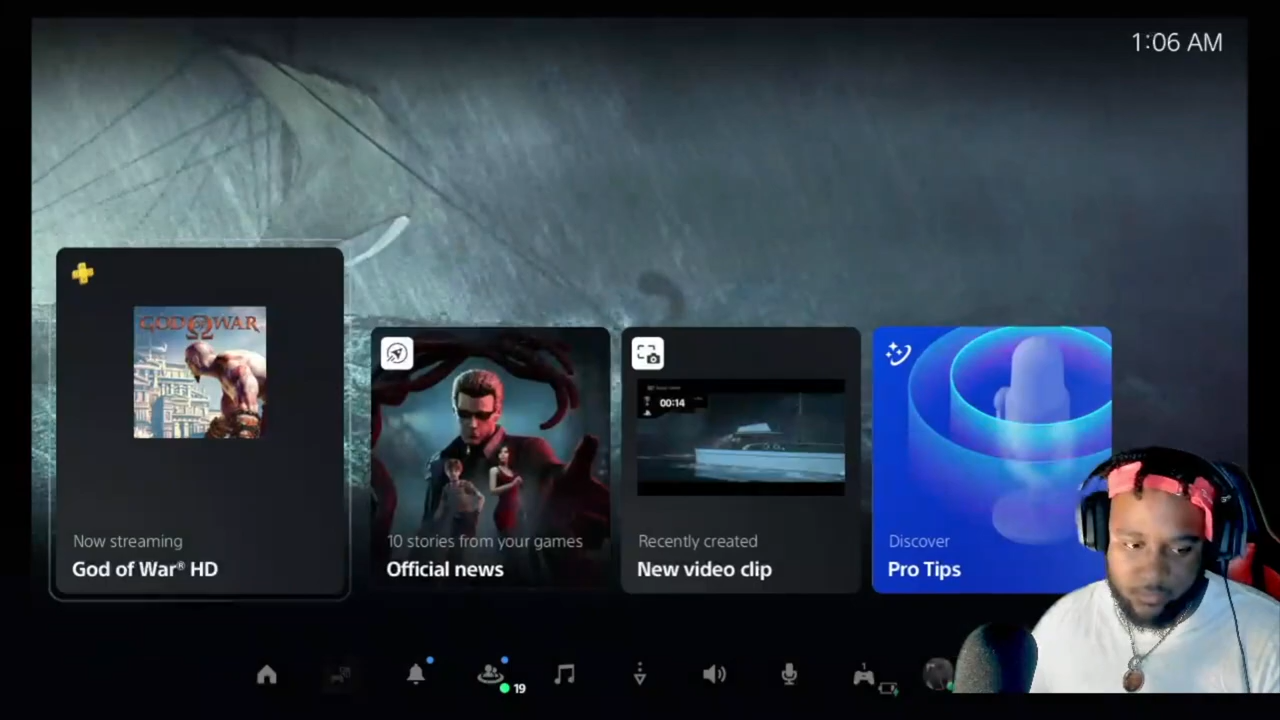 1:06 AM
GOD OF WAR
Now streaming
God of War® HD
10 stories from your games
Official news
00:14
Recently created
New video clip
Discover
Pro Tips
19
1